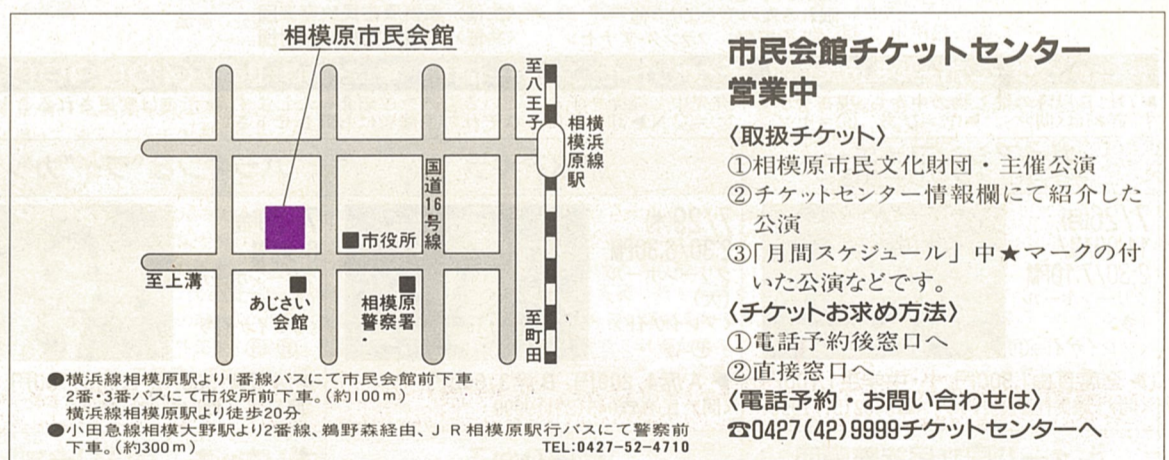 相模原市民会館
至八王子
横浜線
相模原駅
国道16号線
市役所
至上溝
あじさい
会館
相模原
警察署
至町田
●横浜線相模原駅より1番線バスにて市民会館前下車。
2番・3番バスにて市役所前下車。(約100m)
横浜線相模原駅より徒歩20分
●小田急線相模大野駅より2番線、鵜野森経由、JR相模原駅行バスにて警察前
下車。(約300m)
TEL:0427-52-4710
市民会館チケットセンター
営業中
〈取扱チケット〉
①相模原市民文化財団・主催公演
②チケットセンター情報欄にて紹介した
公演
③「月間スケジュール」中★マークの付
いた公演などです。
〈チケットお求め方法〉
①電話予約後窓口へ
②直接窓口へ
〈電話予約・お問い合わせは〉
☎0427(42)9999チケットセンターへ